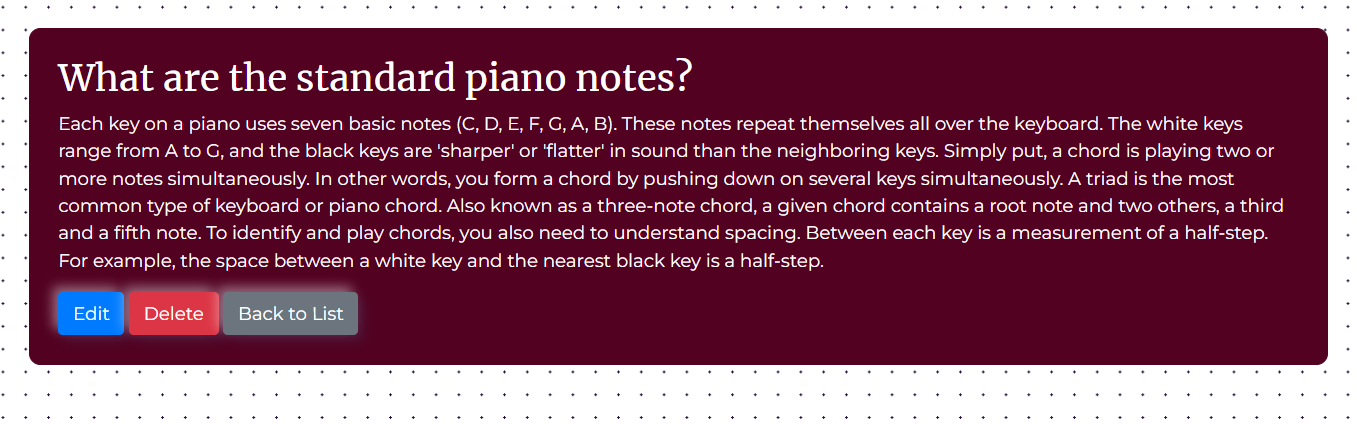 What are the standard piano notes?
Each key on a piano uses seven basic notes (C, D, E, F, G, A, B). These notes repeat themselves all over the keyboard. The white keys
range from A to G, and the black keys are 'sharper' or 'flatter' in sound than the neighboring keys. Simply put, a chord is playing two or
more notes simultaneously. In other words, you form a chord by pushing down on several keys simultaneously. A triad is the most
common type of keyboard or piano chord. Also known as a three-note chord, a given chord contains a root note and two others, a third
and a fifth note. To identify and play chords, you also need to understand spacing. Between each key is a measurement of a half-step.
For example, the space between a white key and the nearest black key is a half-step.
Edit Delete Back to List